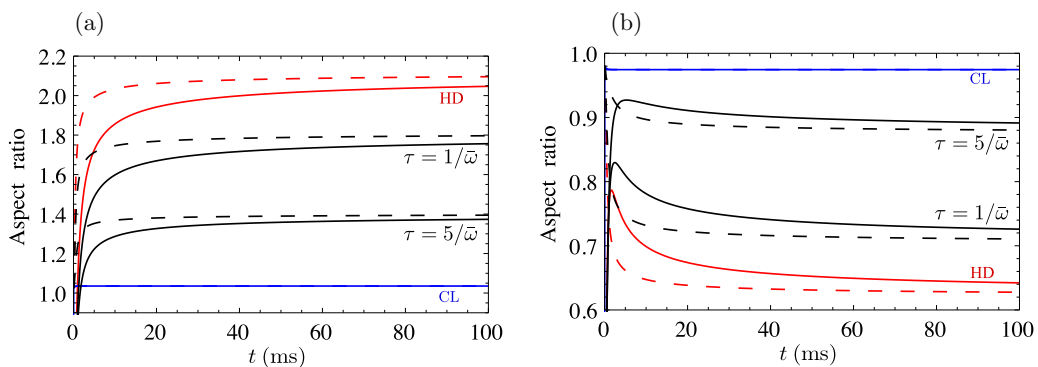 (a)
Aspect ratio
2.2
2.0
1.8
1.6
1.4
1.2
1.0
HD
τ = 1/ω̄
τ = 5/ω̄
CL
0 20 40 60 80 100
t (ms)
(b)
Aspect ratio
1.0
0.9
0.8
0.7
0.6
CL
τ = 5/ω̄
τ = 1/ω̄
HD
0 20 40 60 80 100
t (ms)